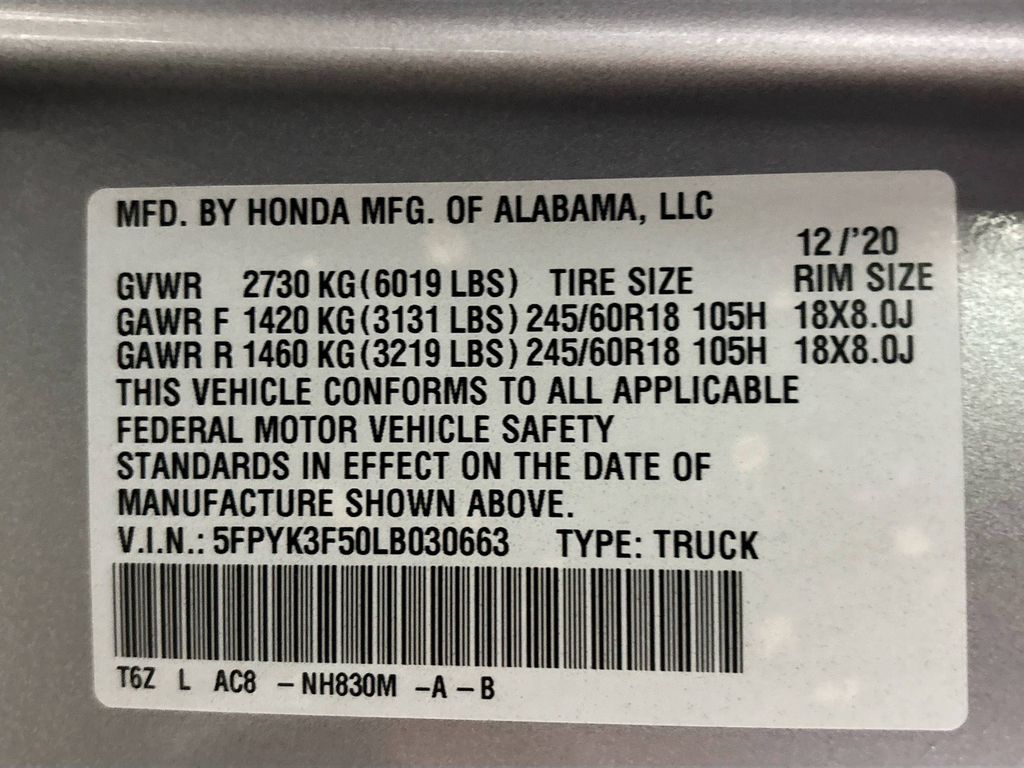 MFD. BY HONDA MFG. OF ALABAMA, LLC
12/'20
GVWR 2730 KG(6019 LBS) TIRE SIZE RIM SIZE
GAWR F 1420 KG(3131 LBS) 245/60R18 105H 18X8.0J
GAWR R 1460 KG(3219 LBS) 245/60R18 105H 18X8.0J
THIS VEHICLE CONFORMS TO ALL APPLICABLE
FEDERAL MOTOR VEHICLE SAFETY
STANDARDS IN EFFECT ON THE DATE OF
MANUFACTURE SHOWN ABOVE.
V.I.N.: 5FPYK3F50LB030663 TYPE: TRUCK
T6Z L AC8 -NH830M -A -B